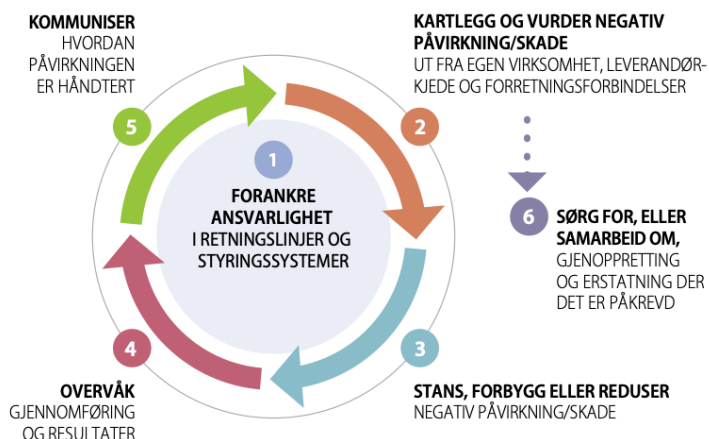 1
FORANKRE
ANSVARLIGHET
I RETNINGSLINJER OG
STYRINGSSYSTEMER
2
KARTLEGG OG VURDER NEGATIV
PÅVIRKNING/SKADE
UT FRA EGEN VIRKSOMHET, LEVERANDØR-
KJEDE OG FORRETNINGSFORBINDELSER
3
STANS, FORBYGG ELLER REDUSER
NEGATIV PÅVIRKNING/SKADE
4
OVERVÅK
GJENNOMFØRING
OG RESULTATER
5
KOMMUNISER
HVORDAN
PÅVIRKNINGEN
ER HÅNDTERT
6
SØRG FOR, ELLER
SAMARBEID OM,
GJENOPPRETTING
OG ERSTATNING DER
DET ER PÅKREVD